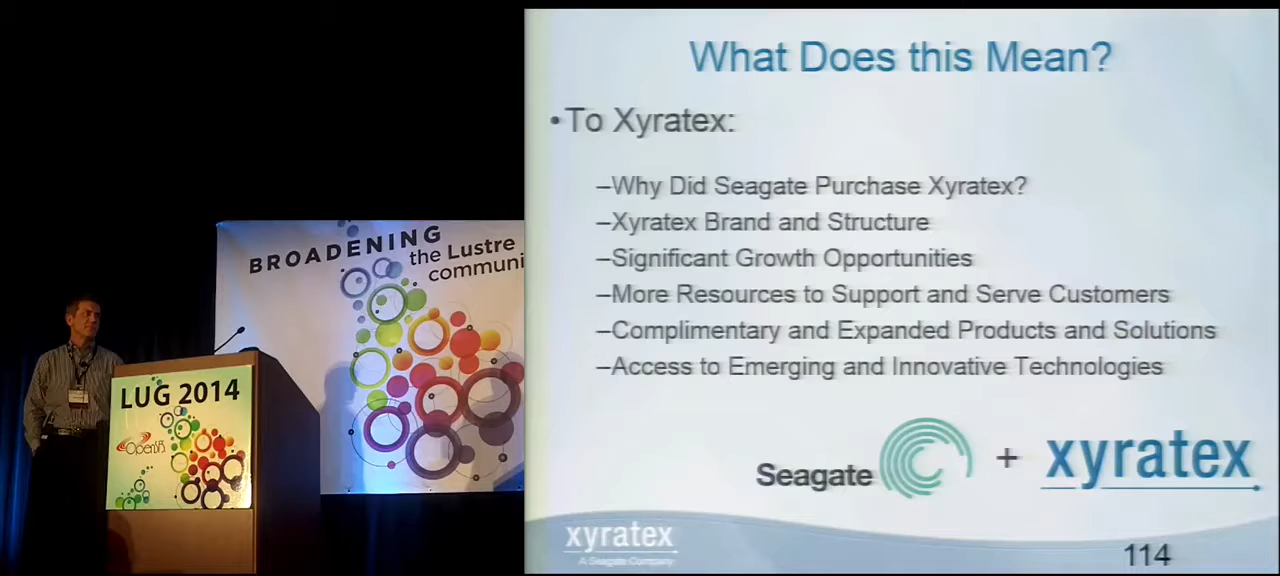 BROADENING
the Lustre
communi
LUG 2014
OpenSFS
What Does this Mean?
•To Xyratex:
–Why Did Seagate Purchase Xyratex?
–Xyratex Brand and Structure
–Significant Growth Opportunities
–More Resources to Support and Serve Customers
–Complimentary and Expanded Products and Solutions
–Access to Emerging and Innovative Technologies
Seagate + xyratex
xyratex
A Seagate Company
114